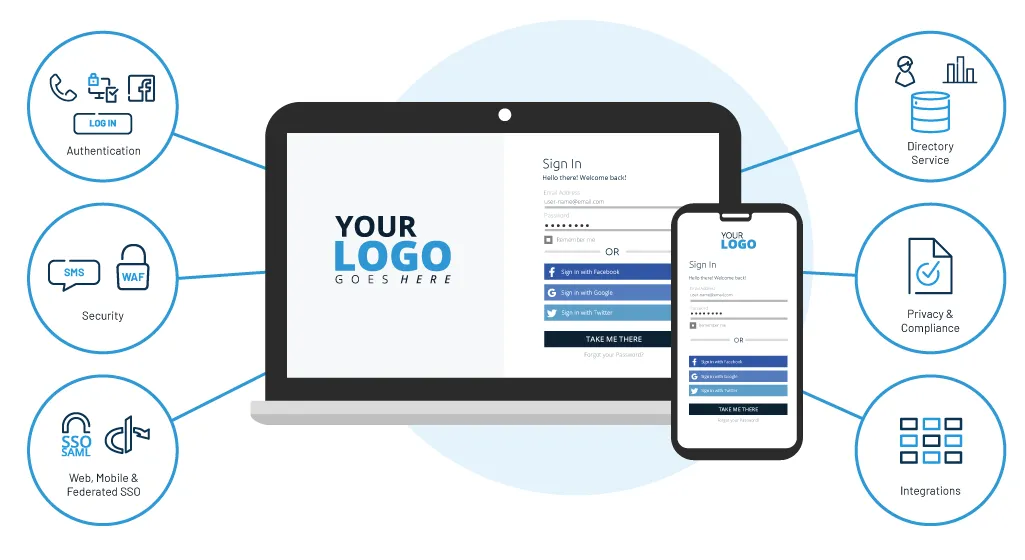 LOG IN
Authentication
SMS
WAF
Security
SSO
SAML
Web, Mobile &
Federated SSO
YOUR
LOGO
GOES HERE
Sign In
Hello there! Welcome back!
Email Address
user-name@email.com
Password
Remember me
OR
Sign in with Facebook
Sign in with Google
Sign in with Twitter
TAKE ME THERE
Forgot your Password?
YOUR
LOGO
Sign In
Hello there! Welcome back!
Email Address
user-name@email.com
Password
Remember me
OR
Sign in with Facebook
Sign in with Google
Sign in with Twitter
TAKE ME THERE
Forgot your Password?
Directory
Service
Privacy &
Compliance
Integrations